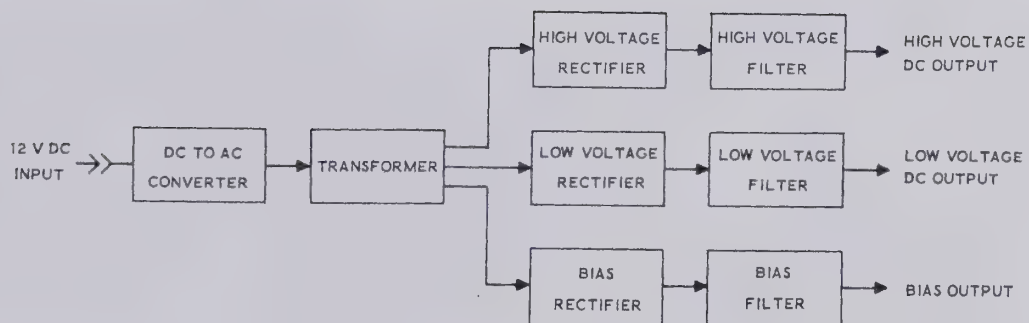 12 V DC
INPUT
DC TO AC
CONVERTER
TRANSFORMER
HIGH VOLTAGE
RECTIFIER
HIGH VOLTAGE
FILTER
HIGH VOLTAGE
DC OUTPUT
LOW VOLTAGE
RECTIFIER
LOW VOLTAGE
FILTER
LOW VOLTAGE
DC OUTPUT
BIAS
RECTIFIER
BIAS
FILTER
BIAS OUTPUT